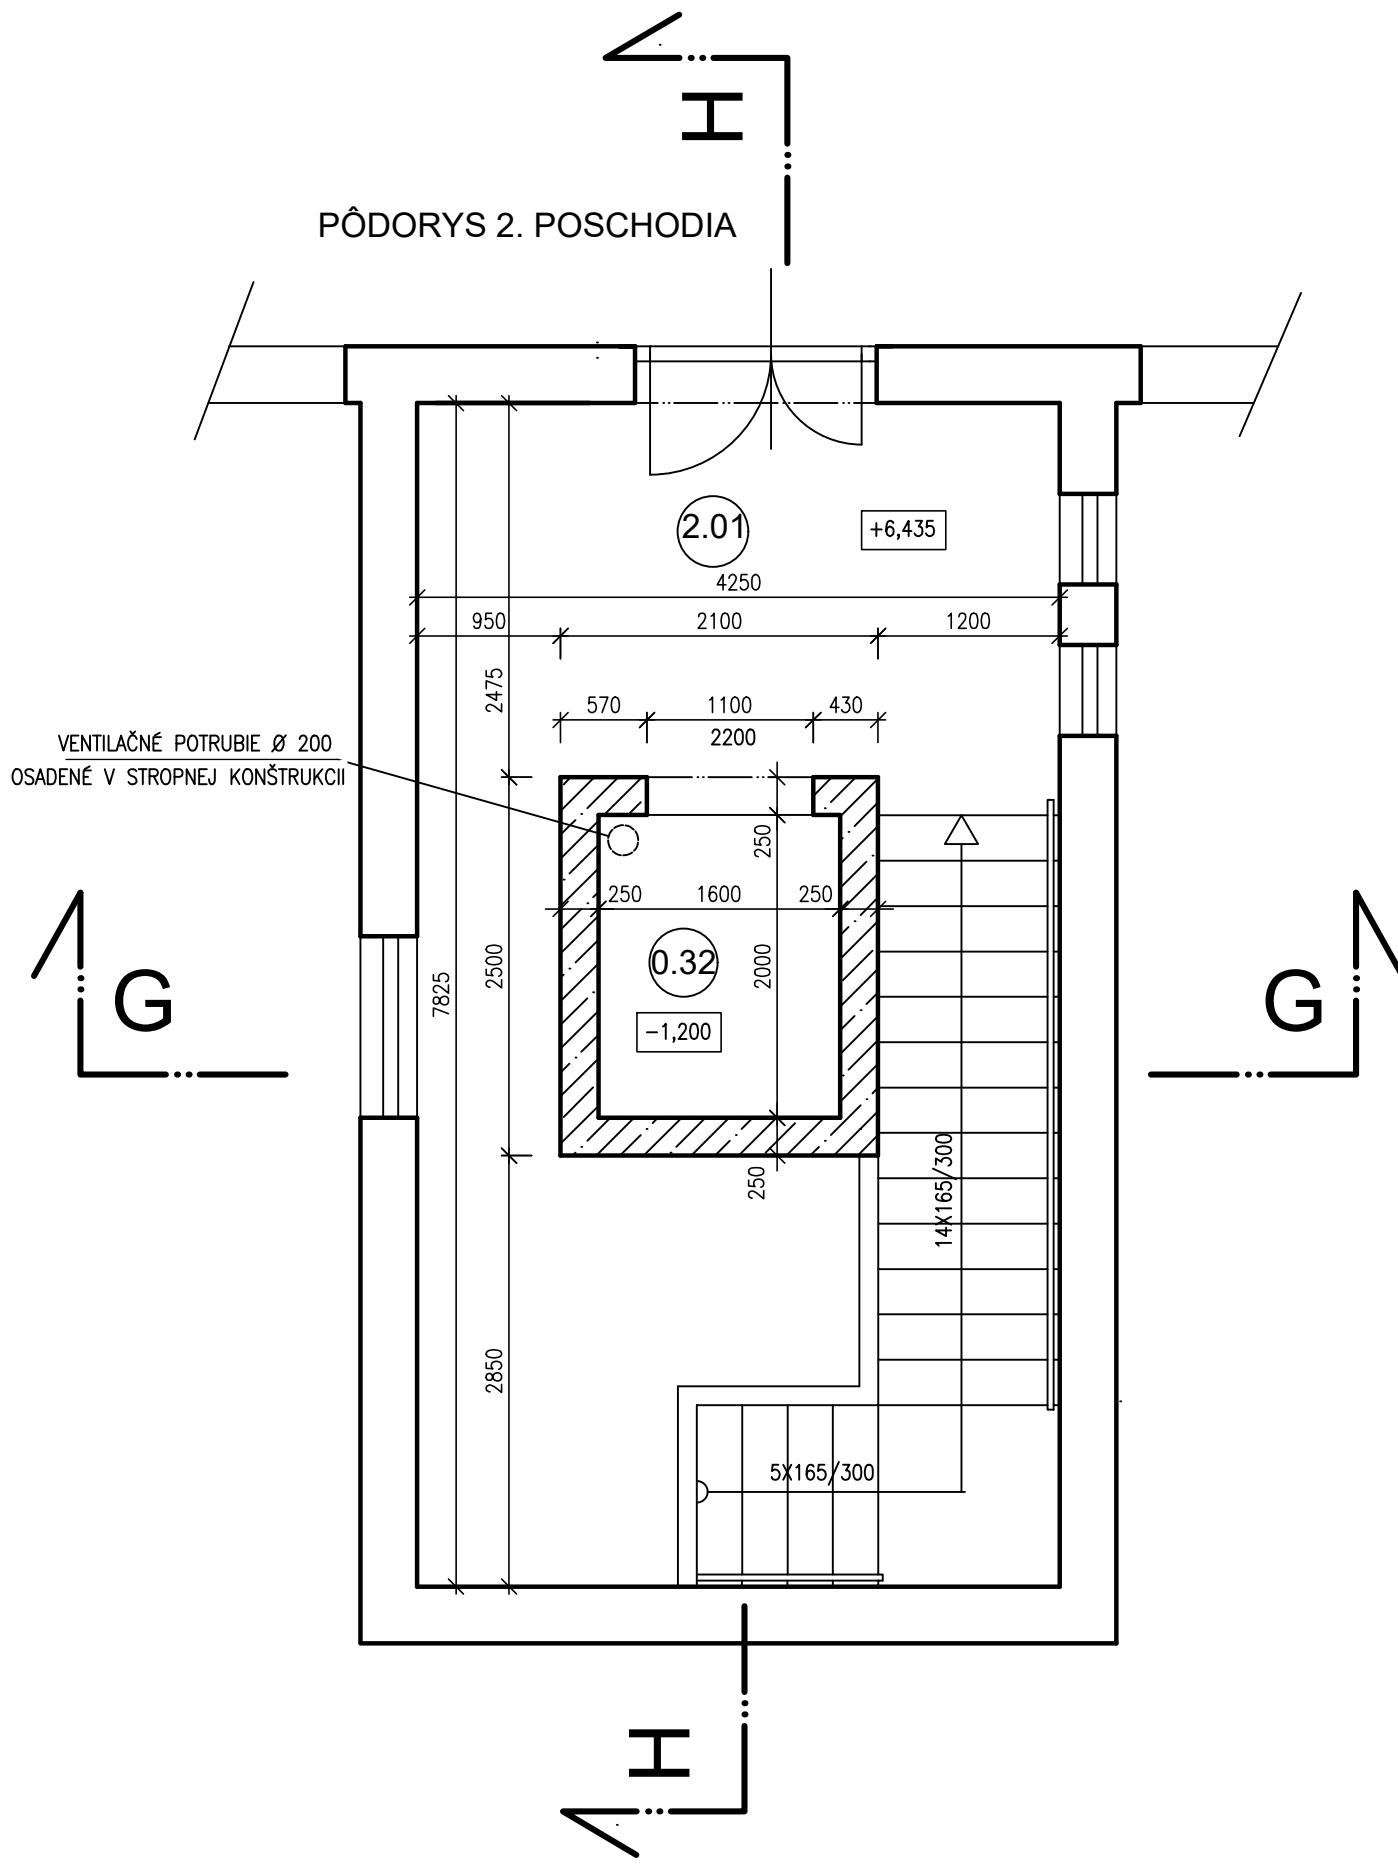 H
PÔDORYS 2. POSCHODIA
2.01
+6,435
4250
950
2100
1200
2475
570
1100
430
2200
VENTILAČNÉ POTRUBIE Ø 200
OSADENÉ V STROPNEJ KONŠTRUKCII
250
250
1600
250
0.32
2000
2500
7825
G
G
-1,200
14X165/300
250
2850
5X165/300
H